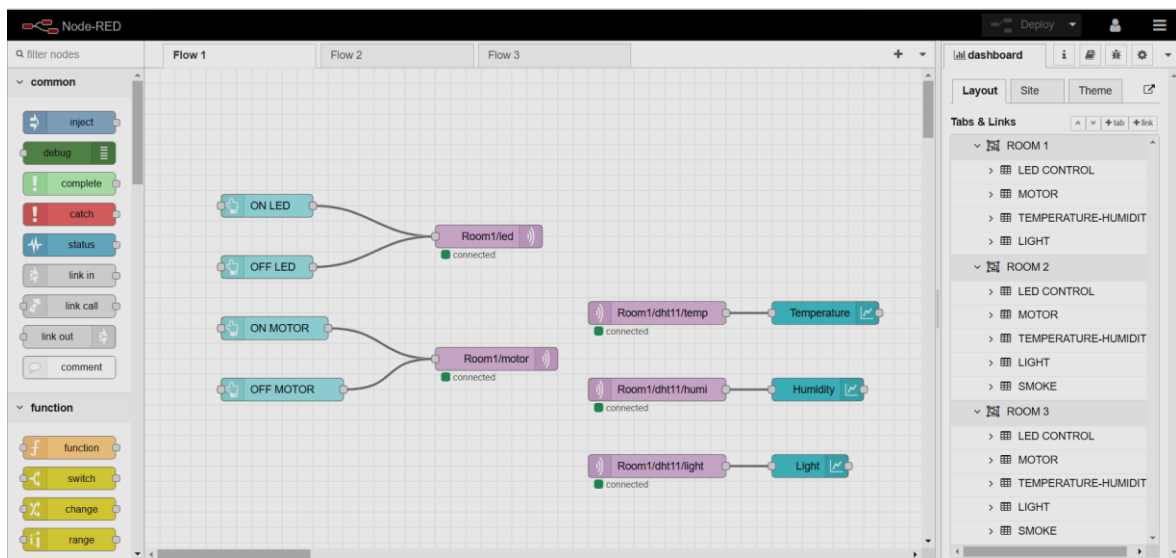 Node-RED
Deploy
filter nodes
common
inject
debug
complete
catch
status
link in
link call
link out
comment
function
function
switch
change
range
Flow 1
Flow 2
Flow 3
ON LED
OFF LED
Room1/led
connected
ON MOTOR
OFF MOTOR
Room1/motor
connected
Room1/dht11/temp
connected
Temperature
Room1/dht11/humi
connected
Humidity
Room1/dht11/light
connected
Light
dashboard
Layout
Site
Theme
Tabs & Links
+tab
+link
ROOM 1
LED CONTROL
MOTOR
TEMPERATURE-HUMIDIT
LIGHT
ROOM 2
LED CONTROL
MOTOR
TEMPERATURE-HUMIDIT
LIGHT
SMOKE
ROOM 3
LED CONTROL
MOTOR
TEMPERATURE-HUMIDIT
LIGHT
SMOKE